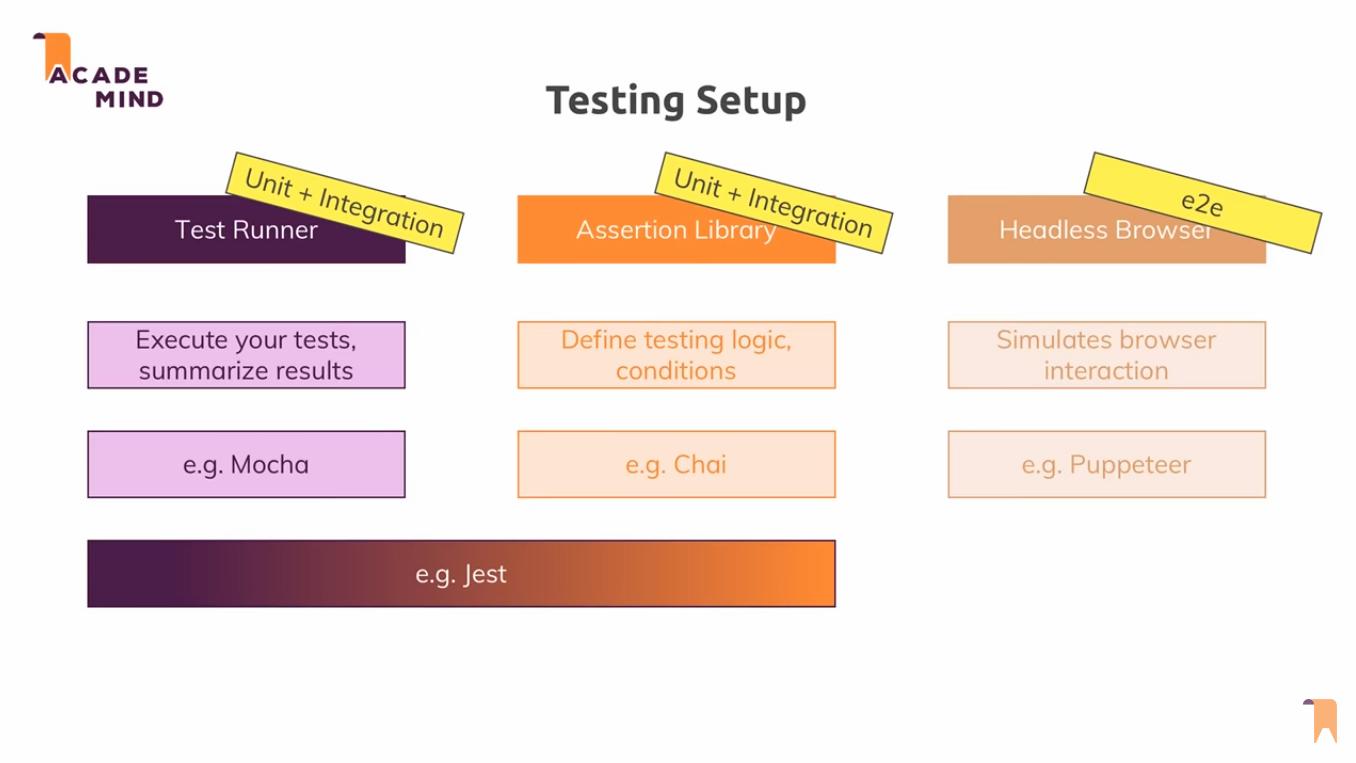 ACADE
MIND
Testing Setup
Unit + Integration
Test Runner
Unit + Integration
Assertion Library
e2e
Headless Browser
Execute your tests,
summarize results
Define testing logic,
conditions
Simulates browser
interaction
e.g. Mocha
e.g. Chai
e.g. Puppeteer
e.g. Jest